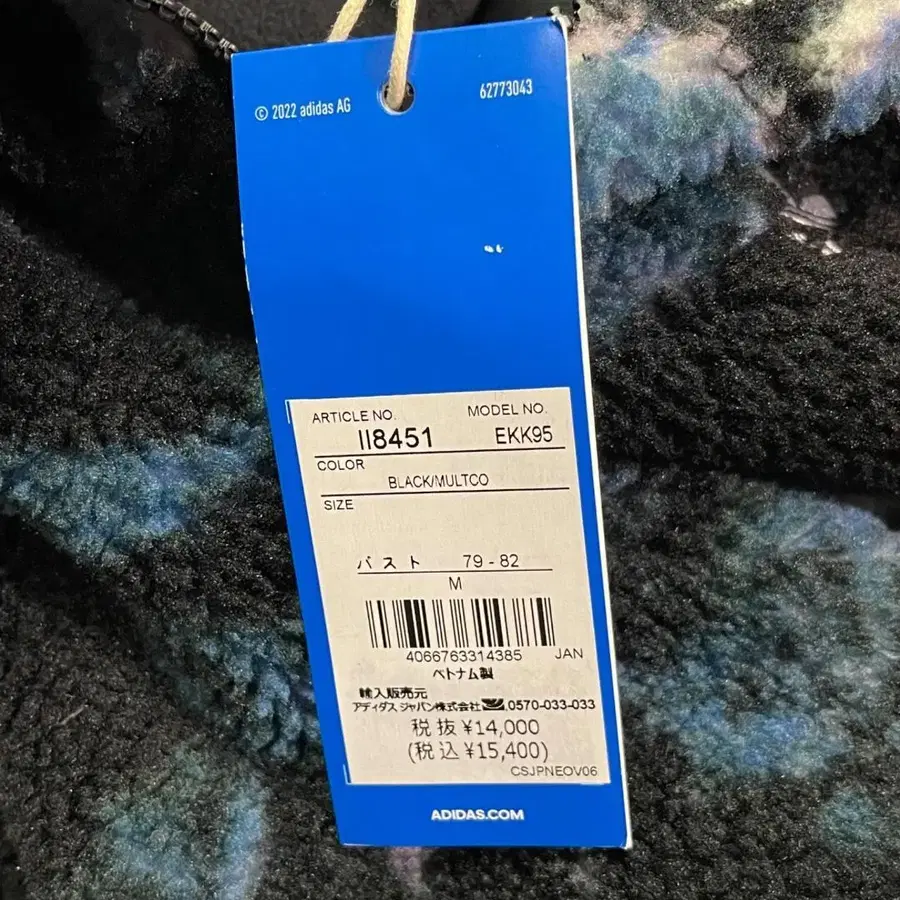 © 2022 adidas AG
62773043
ARTICLE NO. MODEL NO.
II8451 EKK95
COLOR
BLACK/MULTCO
SIZE
バスト 79-82
M
4066763314385 JAN
ベトナム製
輸入販売元
アディダス ジャパン株式会社 0570-033-033
税抜 ¥14,000
(税込 ¥15,400)
CSJPNEOV06
ADIDAS.COM